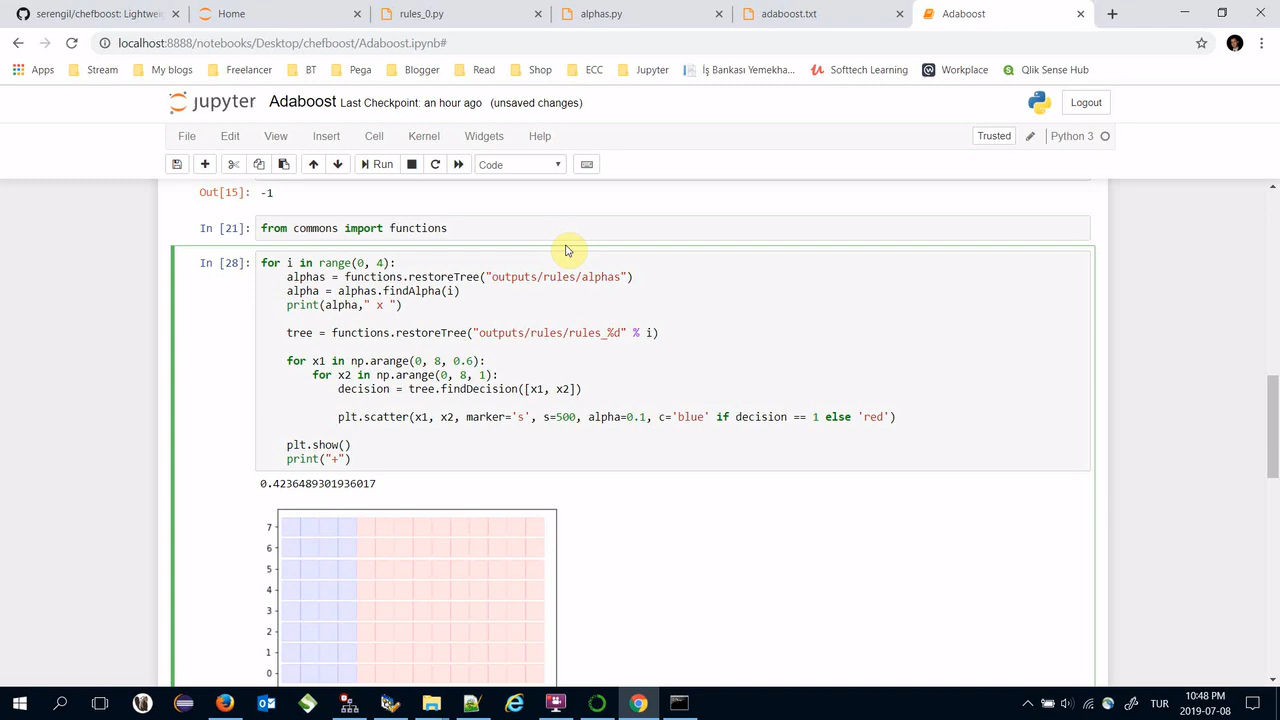 serengil/chefboost: Lightweig
Home
rules_0.py
alphas.py
adaboost.txt
Adaboost
localhost:8888/notebooks/Desktop/chefboost/Adaboost.ipynb#
Apps
Stream
My blogs
Freelancer
BT
Pega
Blogger
Read
Shop
ECC
Jupyter
İş Bankası Yemekha...
Softtech Learning
Workplace
Qlik Sense Hub
jupyter Adaboost Last Checkpoint: an hour ago (unsaved changes)
Logout
File Edit View Insert Cell Kernel Widgets Help
Trusted
Python 3
Run
Code
Out[15]: -1
In [21]: from commons import functions
In [28]: for i in range(0, 4):
alphas = functions.restoreTree("outputs/rules/alphas")
alpha = alphas.findAlpha(i)
print(alpha," x ")
tree = functions.restoreTree("outputs/rules/rules_%d" % i)
for x1 in np.arange(0, 8, 0.6):
for x2 in np.arange(0, 8, 1):
decision = tree.findDecision([x1, x2])
plt.scatter(x1, x2, marker='s', s=500, alpha=0.1, c='blue' if decision == 1 else 'red')
plt.show()
print("+")
0.4236489301936017
7
6
5
4
3
2
1
0
TUR
10:48 PM
2019-07-08